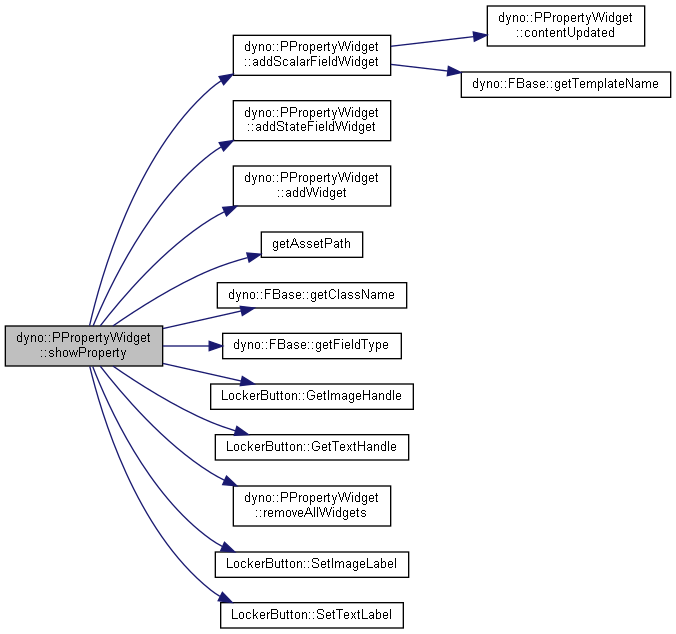 dyno::PPropertyWidget
::showProperty
dyno::PPropertyWidget
::addScalarFieldWidget
dyno::PPropertyWidget
::contentUpdated
dyno::FBase::getTemplateName
dyno::PPropertyWidget
::addStateFieldWidget
dyno::PPropertyWidget
::addWidget
getAssetPath
dyno::FBase::getClassName
dyno::FBase::getFieldType
LockerButton::GetImageHandle
LockerButton::GetTextHandle
dyno::PPropertyWidget
::removeAllWidgets
LockerButton::SetImageLabel
LockerButton::SetTextLabel